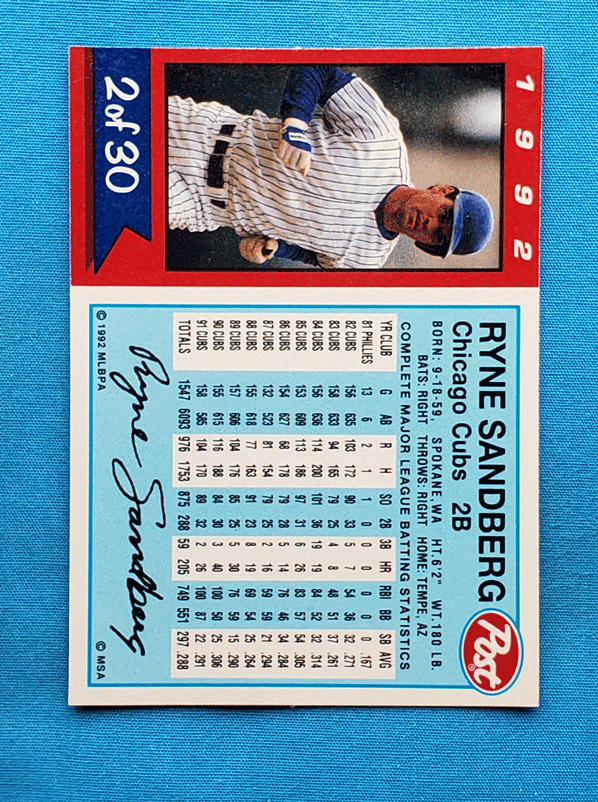 1992
2 of 30
RYNE SANDBERG
Chicago Cubs 2B
Post
BORN: 9-18-59, SPOKANE, WA HT. 6'2" WT. 180 LB.
BATS: RIGHT THROWS: RIGHT HOME: TEMPE, AZ
COMPLETE MAJOR LEAGUE BATTING STATISTICS
YR CLUB G AB R H SO 2B 3B HR RBI BB SB AVG
81 PHILLIES 13 6 2 1 1 0 0 0 0 0 0 .167
82 CUBS 156 635 103 172 90 33 5 7 54 36 32 .271
83 CUBS 158 633 94 165 79 25 4 8 48 51 37 .261
84 CUBS 156 636 114 200 101 36 19 19 84 52 32 .314
85 CUBS 153 609 113 186 97 31 6 26 83 57 54 .305
86 CUBS 154 627 68 178 79 28 5 14 76 46 34 .284
87 CUBS 132 523 81 154 79 25 2 16 59 59 21 .294
88 CUBS 155 618 77 163 91 23 8 19 69 54 25 .264
89 CUBS 157 606 104 176 85 25 5 30 76 59 15 .290
90 CUBS 155 615 116 188 84 30 3 40 100 50 25 .306
91 CUBS 158 585 104 170 89 32 2 26 100 87 22 .291
TOTALS 1547 6093 976 1753 875 288 59 205 749 551 297 .288
Ryne Sandberg
© 1992 MLBPA
© MSA